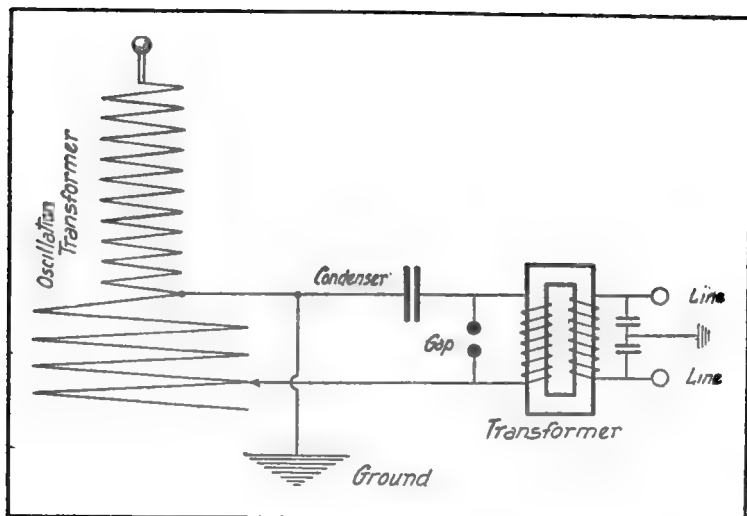 Oscillation
Transformer
Condenser
Gap
Line
Line
Transformer
Ground